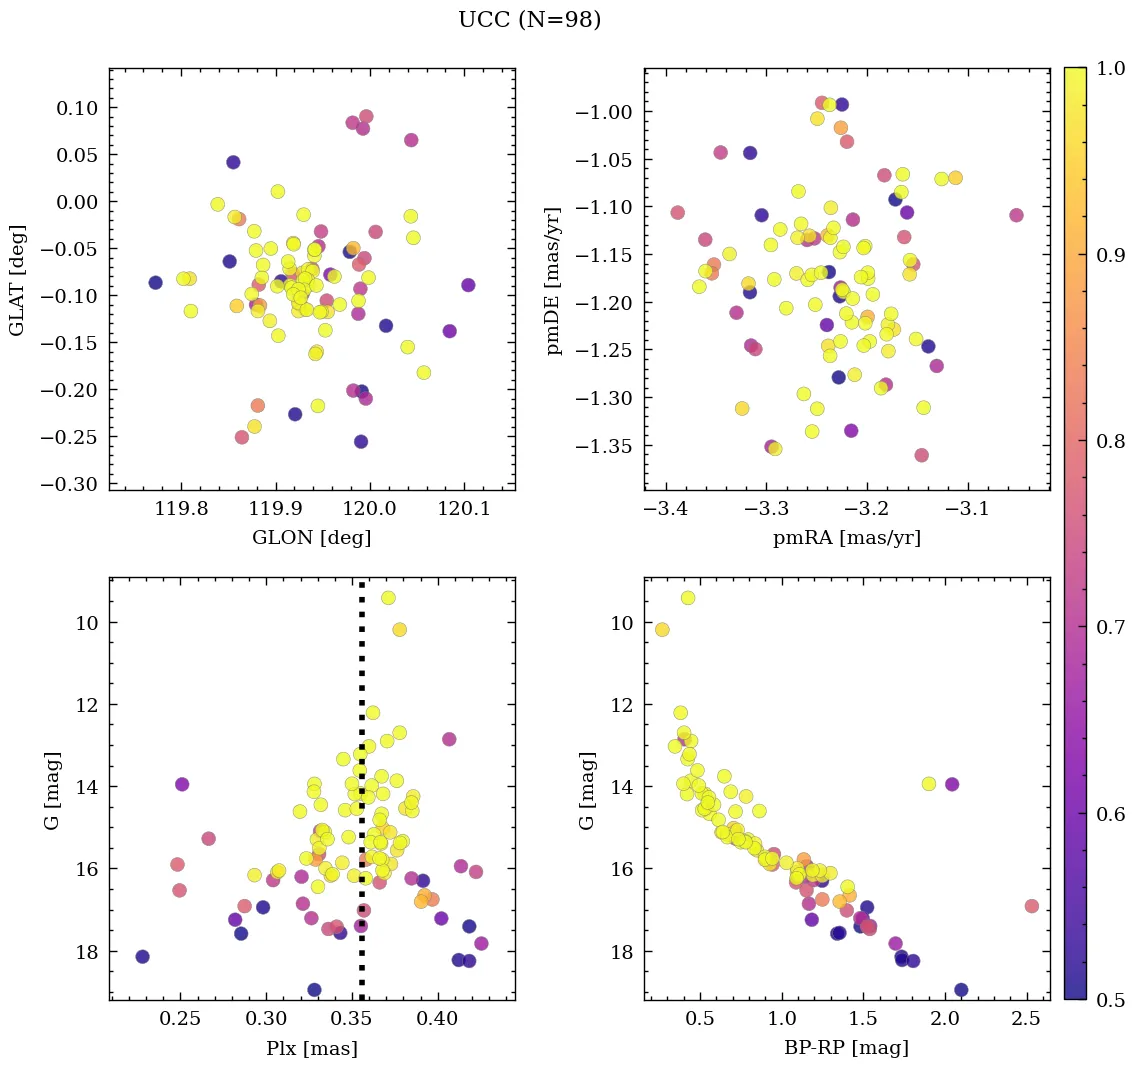 UCC (N=98)
0.10
0.05
0.00
−0.05
−0.10
−0.15
−0.20
−0.25
−0.30
GLAT [deg]
119.8 119.9 120.0 120.1
GLON [deg]
−1.00
−1.05
−1.10
−1.15
−1.20
−1.25
−1.30
−1.35
pmDE [mas/yr]
−3.4 −3.3 −3.2 −3.1
pmRA [mas/yr]
10
12
14
16
18
G [mag]
0.25 0.30 0.35 0.40
Plx [mas]
10
12
14
16
18
G [mag]
0.5 1.0 1.5 2.0 2.5
BP-RP [mag]
1.0
0.9
0.8
0.7
0.6
0.5